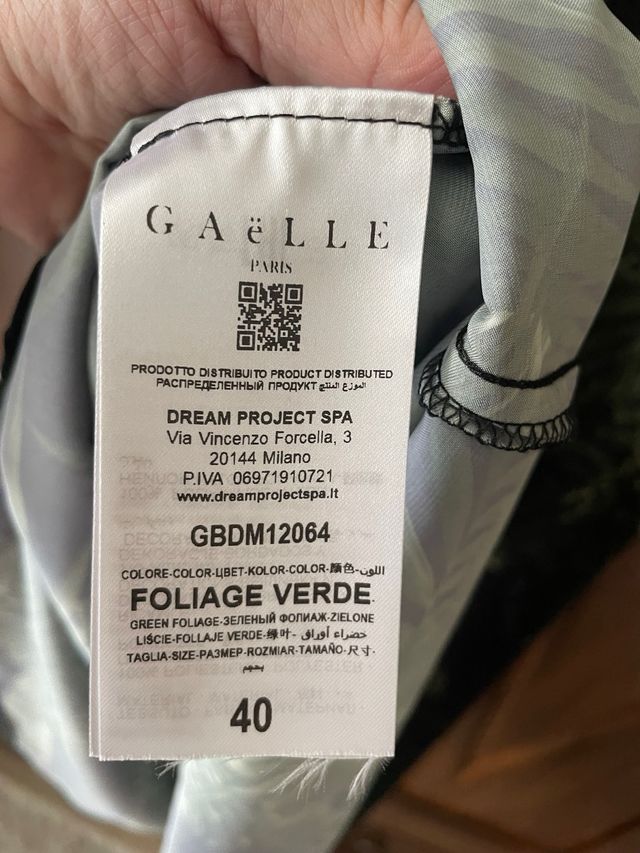 GAëLLE
PARIS
PRODOTTO DISTRIBUITO PRODUCT DISTRIBUTED
РАСПРЕДЕЛЕННЫЙ ПРОДУКТ الموزع المنتج
DREAM PROJECT SPA
Via Vincenzo Forcella, 3
20144 Milano
P.IVA 06971910721
www.dreamprojectspa.it
GBDM12064
COLORE-COLOR-ЦВЕТ-KOLOR-COLOR-顏色-اللون
FOLIAGE VERDE
GREEN FOLIAGE-ЗЕЛЕНЫЙ ФОЛИАЖ-ZIELONE
LIŚCIE-FOLLAJE VERDE-绿叶- خضراء أوراق
TAGLIA-SIZE-РАЗМЕР-ROZMIAR-TAMAÑO-尺寸-
40